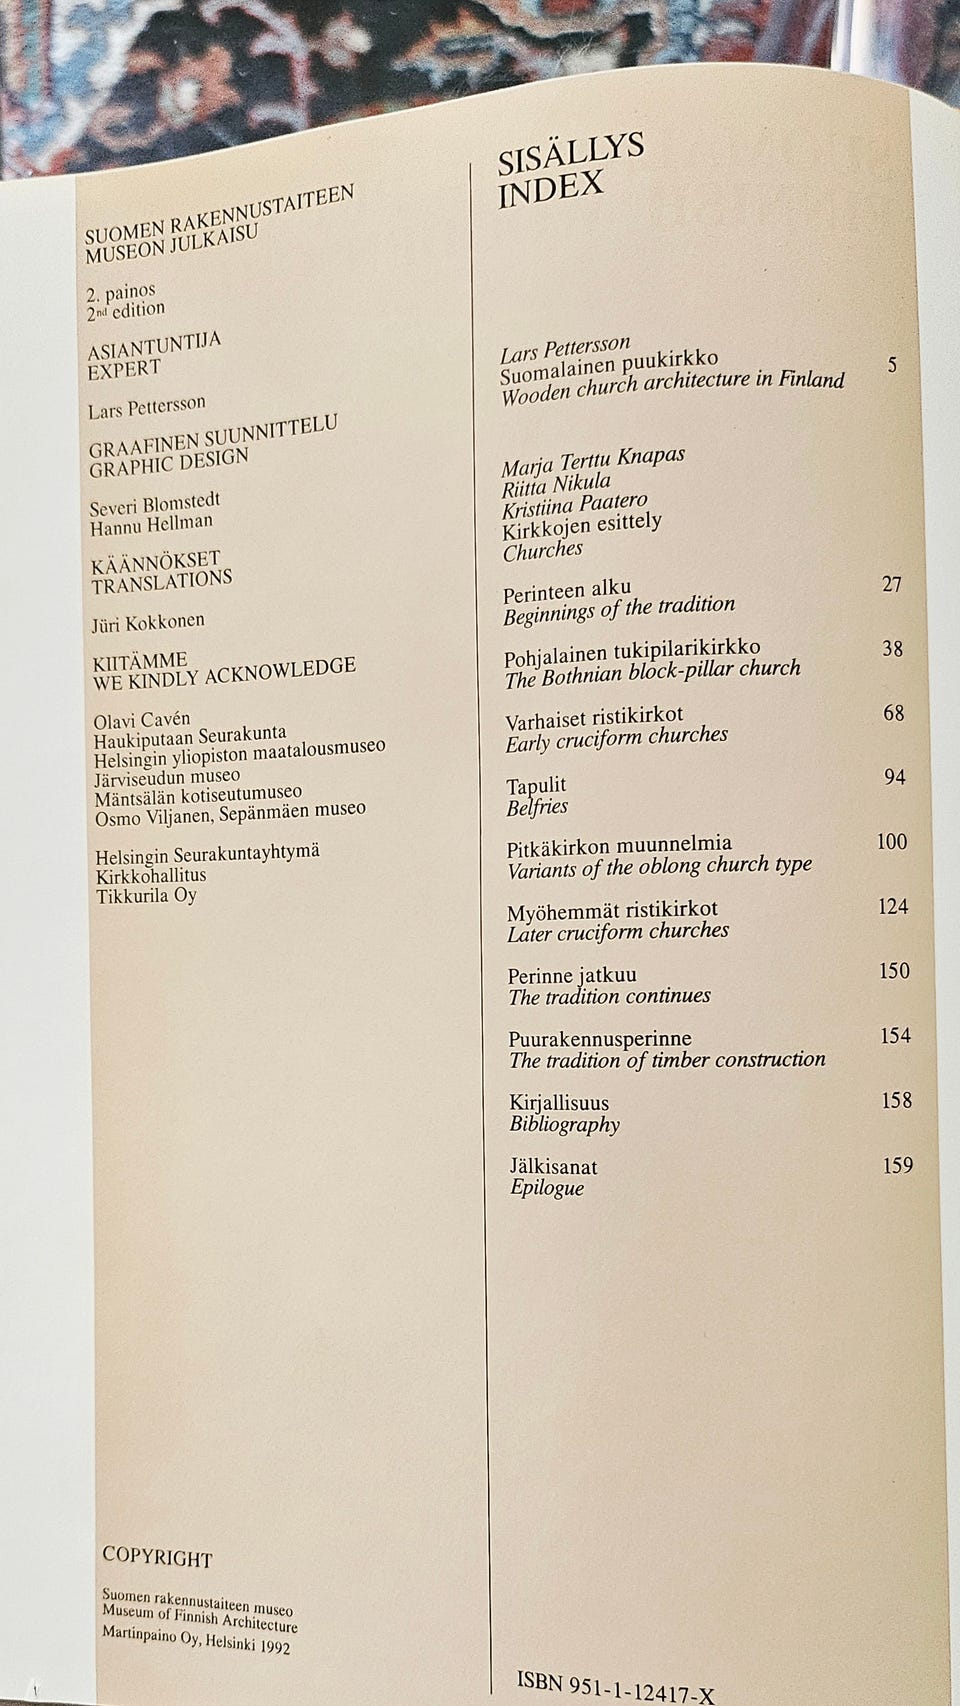 SUOMEN RAKENNUSTAITEEN
MUSEON JULKAISU
2. painos
2nd edition
ASIANTUNTIJA
EXPERT
Lars Pettersson
GRAAFINEN SUUNNITTELU
GRAPHIC DESIGN
Severi Blomstedt
Hannu Hellman
KÄÄNNÖKSET
TRANSLATIONS
Jüri Kokkonen
KIITÄMME
WE KINDLY ACKNOWLEDGE
Olavi Cavén
Haukiputaan Seurakunta
Helsingin yliopiston maatalousmuseo
Järviseudun museo
Mäntsälän kotiseutumuseo
Osmo Viljanen, Sepänmäen museo
Helsingin Seurakuntayhtymä
Kirkkohallitus
Tikkurila Oy
COPYRIGHT
Suomen rakennustaiteen museo
Museum of Finnish Architecture
Martinpaino Oy, Helsinki 1992
SISÄLLYS
INDEX
Lars Pettersson
Suomalainen puukirkko 5
Wooden church architecture in Finland
Marja Terttu Knapas
Riitta Nikula
Kristiina Paatero
Kirkkojen esittely
Churches
Perinteen alku 27
Beginnings of the tradition
Pohjalainen tukipilarikirkko 38
The Bothnian block-pillar church
Varhaiset ristikirkot 68
Early cruciform churches
Tapulit 94
Belfries
Pitkäkirkon muunnelmia 100
Variants of the oblong church type
Myöhemmät ristikirkot 124
Later cruciform churches
Perinne jatkuu 150
The tradition continues
Puurakennusperinne 154
The tradition of timber construction
Kirjallisuus 158
Bibliography
Jälkisanat 159
Epilogue
ISBN 951-1-12417-X